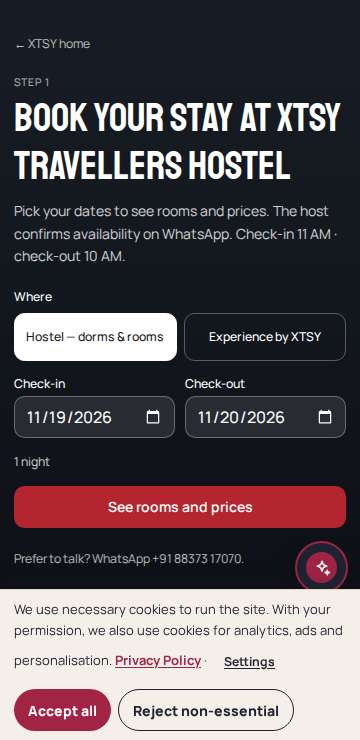 ← XTSY home
STEP 1
BOOK YOUR STAY AT XTSY
TRAVELLERS HOSTEL
Pick your dates to see rooms and prices. The host
confirms availability on WhatsApp. Check-in 11 AM ·
check-out 10 AM.
Where
Hostel — dorms & rooms
Experience by XTSY
Check-in
Check-out
11/19/2026
11/20/2026
1 night
See rooms and prices
Prefer to talk? WhatsApp +91 88373 17070.
We use necessary cookies to run the site. With your
permission, we also use cookies for analytics, ads and
personalisation. Privacy Policy · Settings
Accept all
Reject non-essential